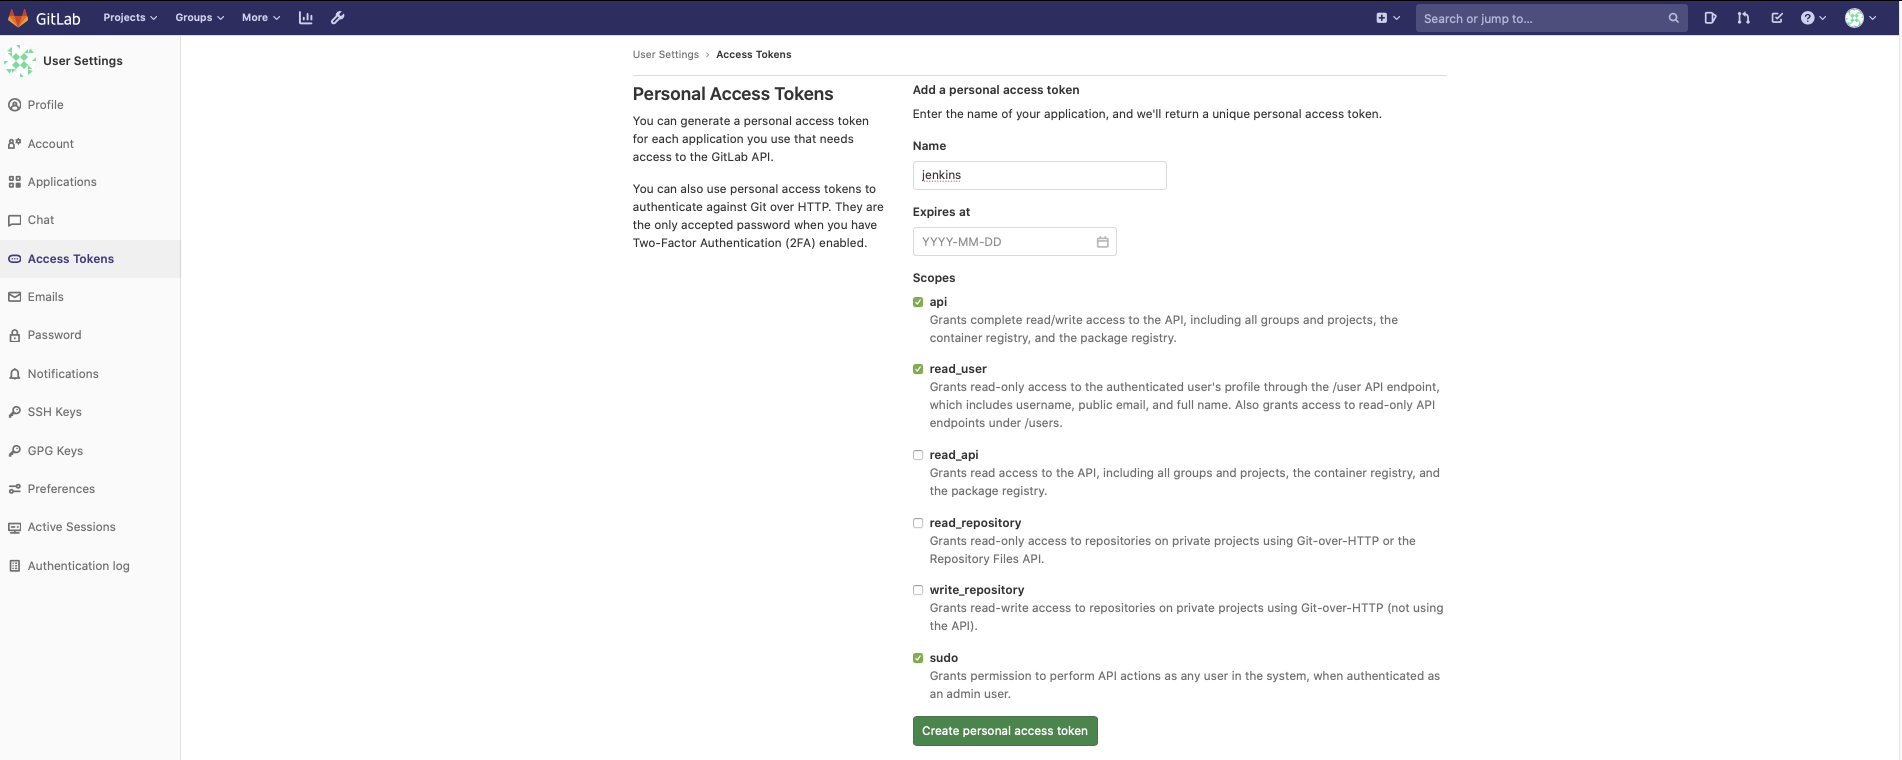 GitLab
Projects
Groups
More
Search or jump to...
User Settings
Profile
Account
Applications
Chat
Access Tokens
Emails
Password
Notifications
SSH Keys
GPG Keys
Preferences
Active Sessions
Authentication log
User Settings › Access Tokens
Personal Access Tokens
You can generate a personal access token
for each application you use that needs
access to the GitLab API.
You can also use personal access tokens to
authenticate against Git over HTTP. They are
the only accepted password when you have
Two-Factor Authentication (2FA) enabled.
Add a personal access token
Enter the name of your application, and we'll return a unique personal access token.
Name
jenkins
Expires at
YYYY-MM-DD
Scopes
api
Grants complete read/write access to the API, including all groups and projects, the
container registry, and the package registry.
read_user
Grants read-only access to the authenticated user's profile through the /user API endpoint,
which includes username, public email, and full name. Also grants access to read-only API
endpoints under /users.
read_api
Grants read access to the API, including all groups and projects, the container registry, and
the package registry.
read_repository
Grants read-only access to repositories on private projects using Git-over-HTTP or the
Repository Files API.
write_repository
Grants read-write access to repositories on private projects using Git-over-HTTP (not using
the API).
sudo
Grants permission to perform API actions as any user in the system, when authenticated as
an admin user.
Create personal access token